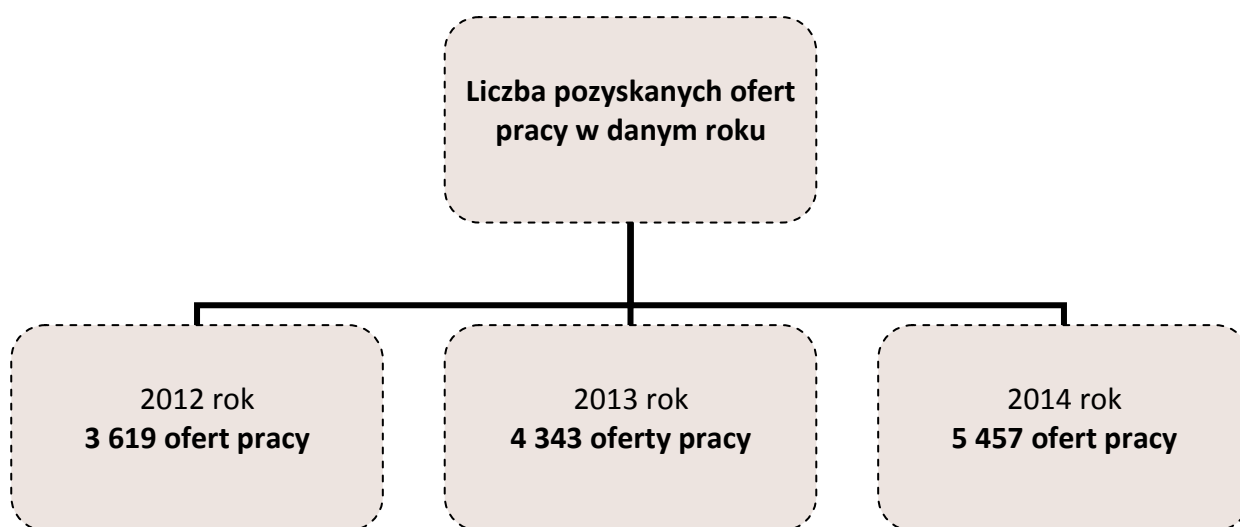 Liczba pozyskanych ofert
pracy w danym roku
2012 rok
3 619 ofert pracy
2013 rok
4 343 oferty pracy
2014 rok
5 457 ofert pracy